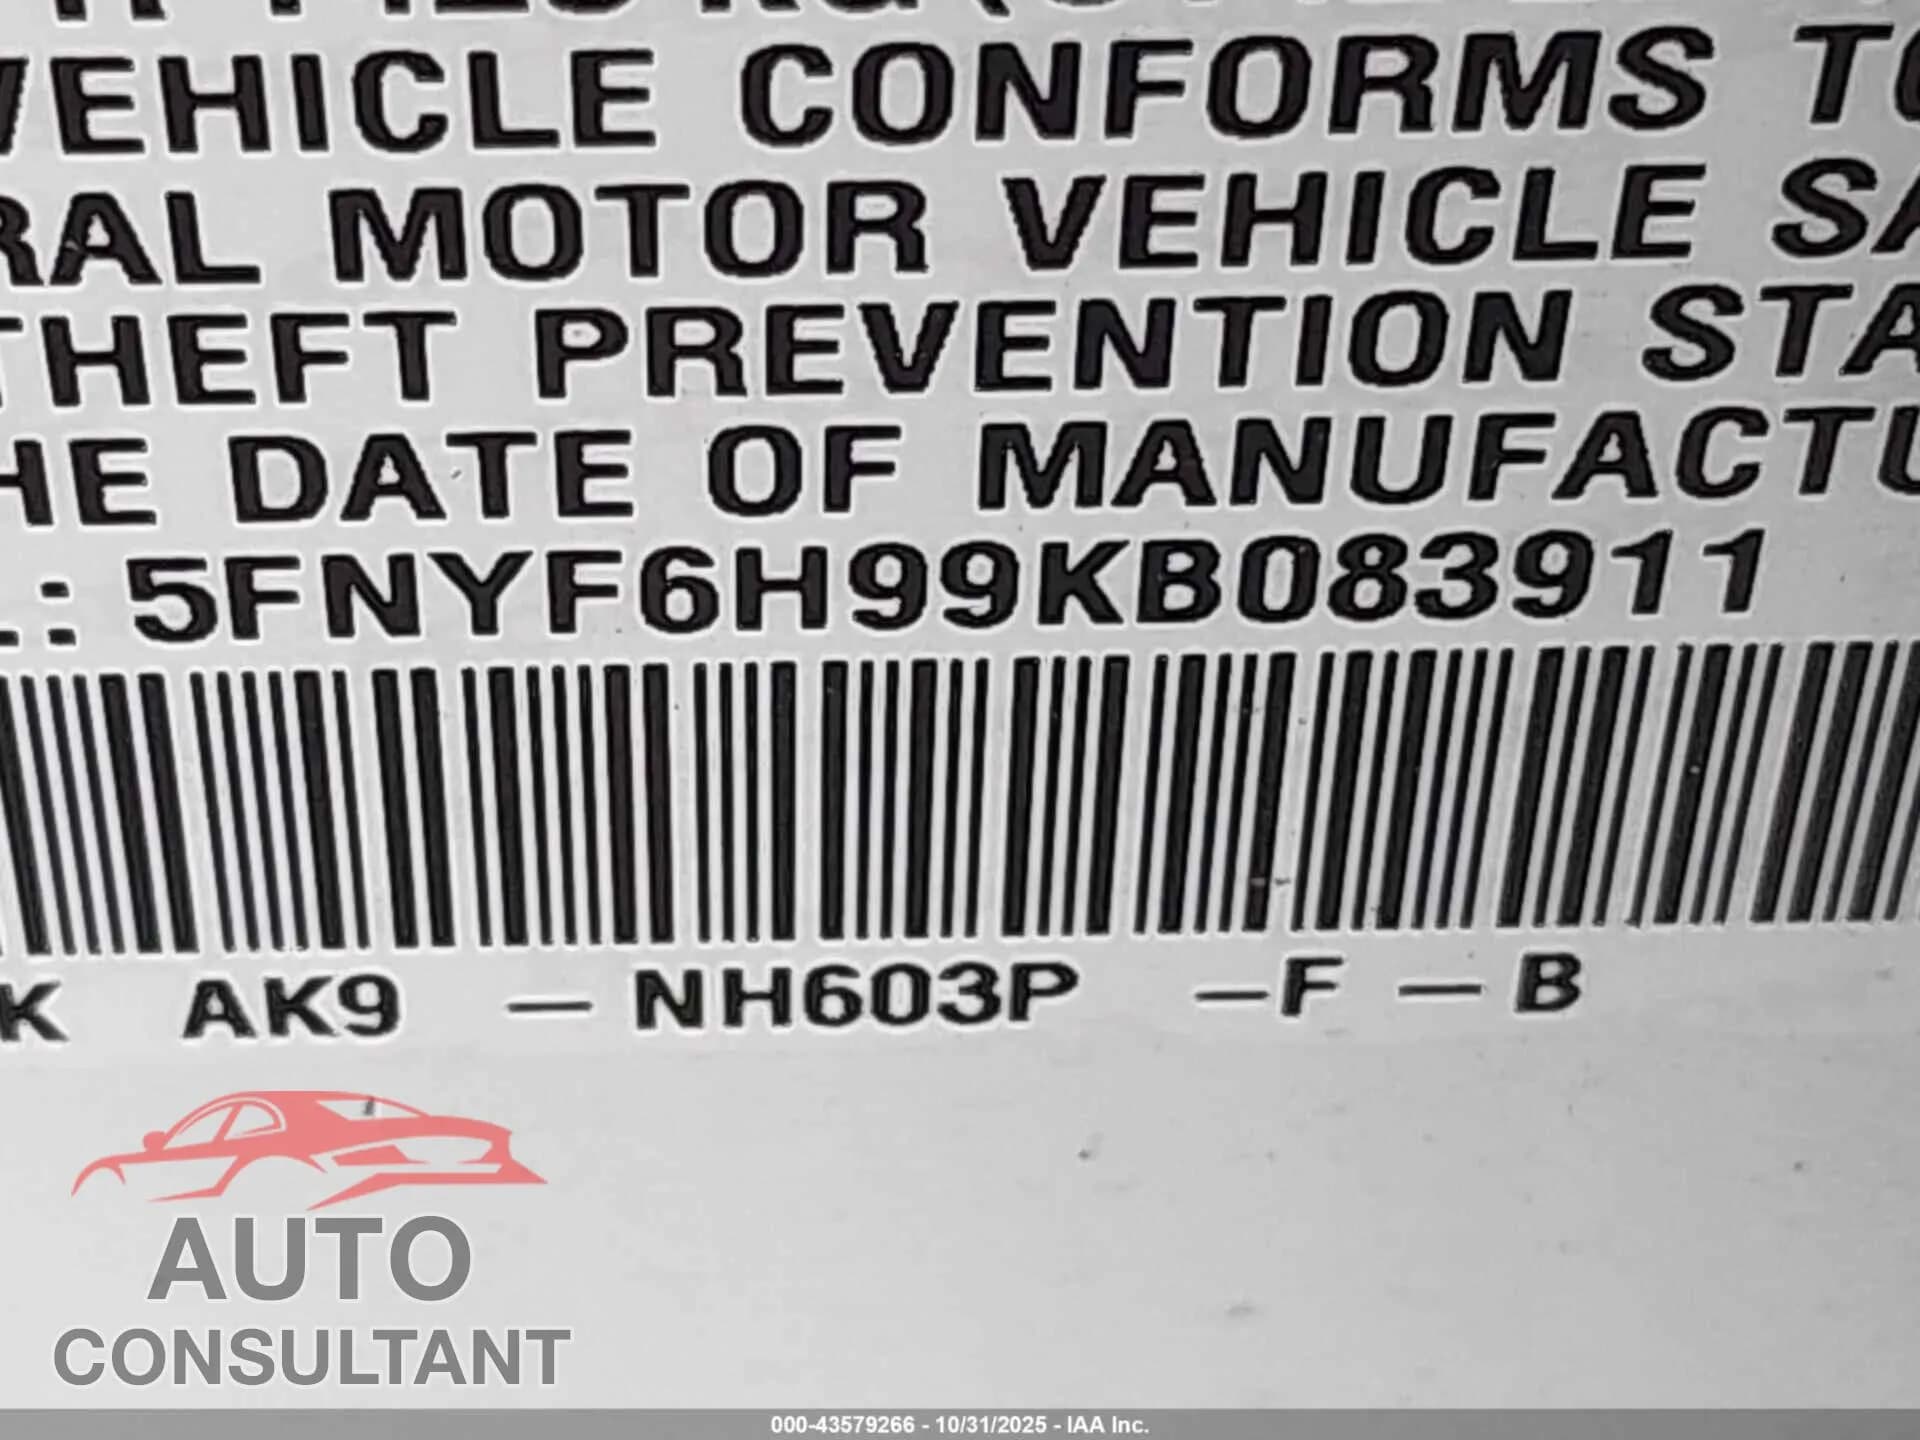 VEHICLE CONFORMS TO
RAL MOTOR VEHICLE SA
THEFT PREVENTION STA
HE DATE OF MANUFACTU
: 5FNYF6H99KB083911
K AK9 — NH603P —F — B
AUTO
CONSULTANT
000-43579266 - 10/31/2025 - IAA Inc.